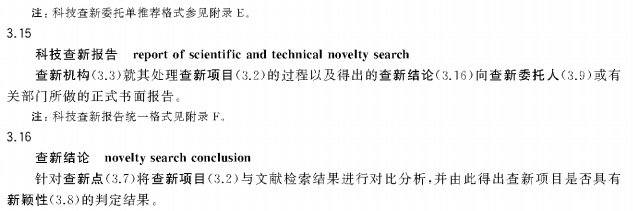 注：科技查新委托单推荐格式参见附录 E。
3.15
科技查新报告 report of scientific and technical novelty search
查新机构(3.3)就其处理查新项目(3.2)的过程以及得出的查新结论(3.16)向查新委托人(3.9)或有
关部门所做的正式书面报告。
注：科技查新报告统一格式见附录 F。
3.16
查新结论 novelty search conclusion
针对查新点(3.7)将查新项目(3.2)与文献检索结果进行对比分析,并由此得出查新项目是否具有
新颖性(3.8)的判定结果。